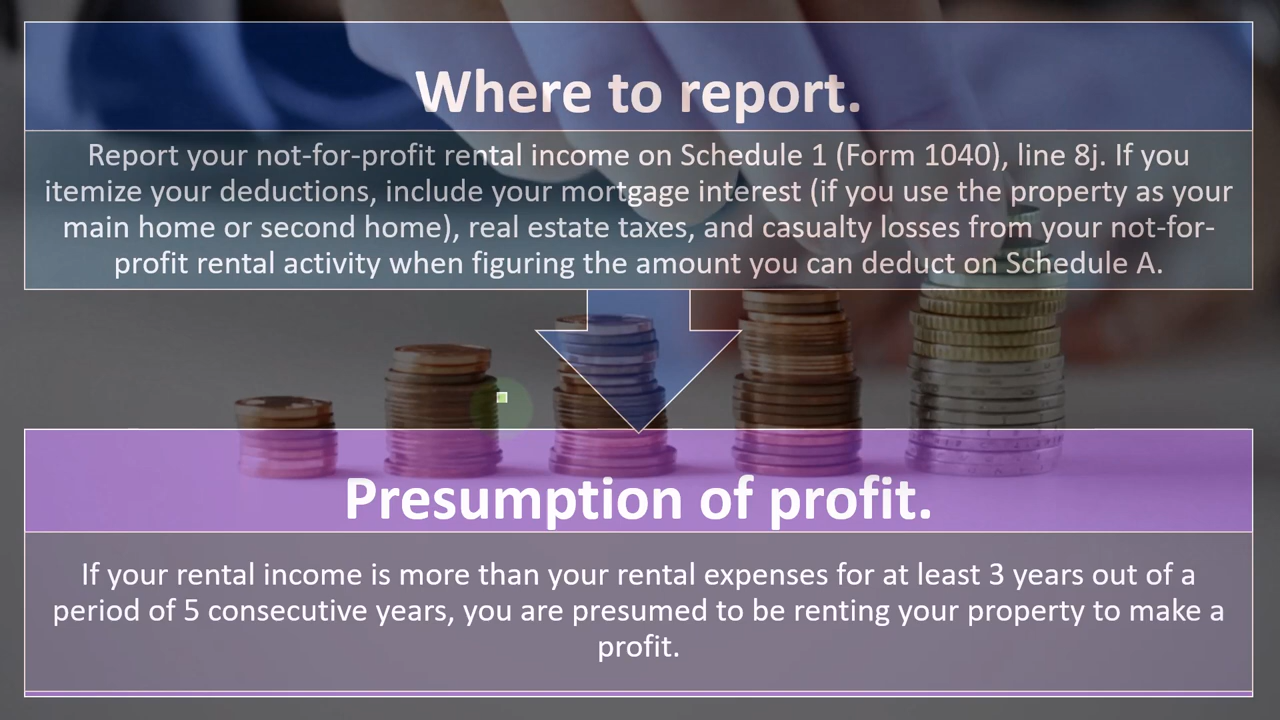 Where to report.
Report your not-for-profit rental income on Schedule 1 (Form 1040), line 8j. If you
itemize your deductions, include your mortgage interest (if you use the property as your
main home or second home), real estate taxes, and casualty losses from your not-for-
profit rental activity when figuring the amount you can deduct on Schedule A.
Presumption of profit.
If your rental income is more than your rental expenses for at least 3 years out of a
period of 5 consecutive years, you are presumed to be renting your property to make a
profit.